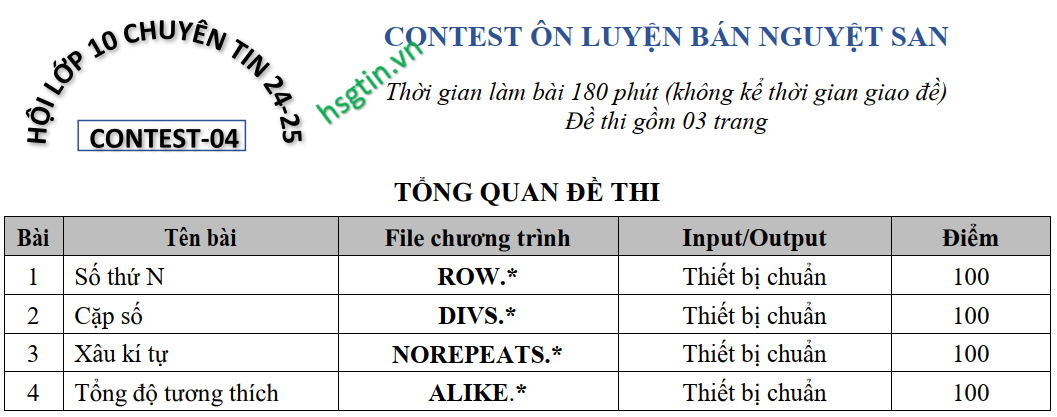 HỘI LỚP 10 CHUYÊN TIN 24-25
CONTEST-04
CONTEST ÔN LUYỆN BÁN NGUYỆT SAN
hsgtin.vn
Thời gian làm bài 180 phút (không kể thời gian giao đề)
Đề thi gồm 03 trang
TỔNG QUAN ĐỀ THI
Bài Tên bài File chương trình Input/Output Điểm
1 Số thứ N ROW.* Thiết bị chuẩn 100
2 Cặp số DIVS.* Thiết bị chuẩn 100
3 Xâu kí tự NOREPEATS.* Thiết bị chuẩn 100
4 Tổng độ tương thích ALIKE.* Thiết bị chuẩn 100